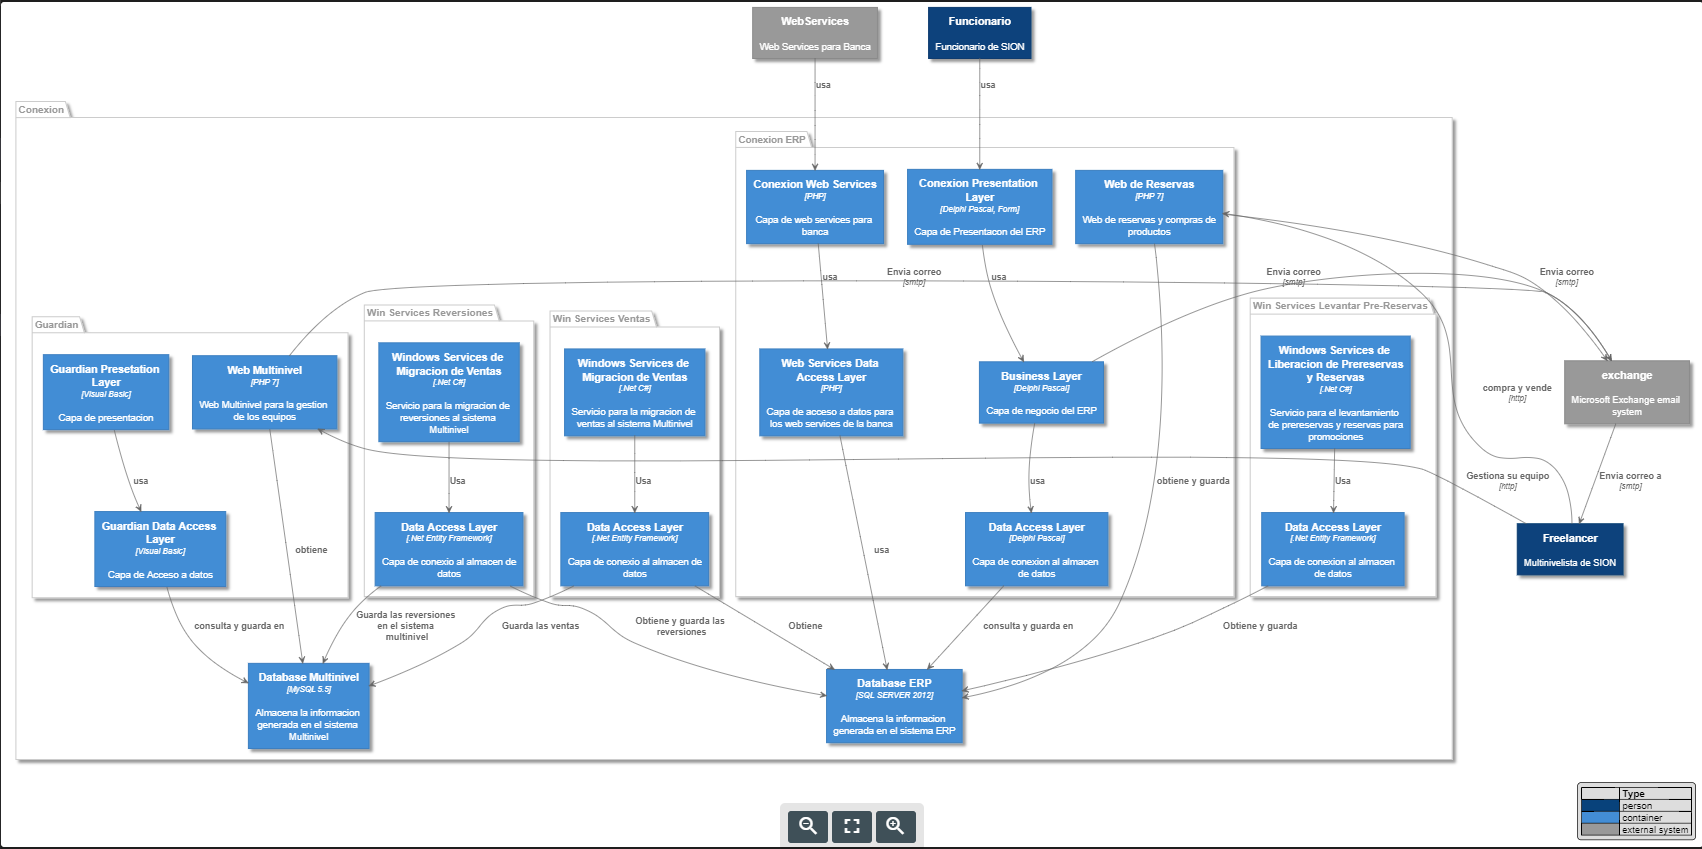 WebServices
Web Services para Banca
Funcionario
Funcionario de SION
usa
usa
Conexion
Conexion ERP
Conexion Web Services
[PHP]
Capa de web services para
banca
Conexion Presentation
Layer
[Delphi Pascal, Form]
Capa de Presentacon del ERP
Web de Reservas
[PHP 7]
Web de reservas y compras de
productos
usa
Envia correo
[smtp]
usa
Envia correo
[smtp]
Envia correo
[smtp]
Guardian
Win Services Reversiones
Win Services Ventas
Win Services Levantar Pre-Reservas
Guardian Presetation
Layer
[Visual Basic]
Capa de presentacion
Web Multinivel
[PHP 7]
Web Multinivel para la gestion
de los equipos
Windows Services de
Migracion de Ventas
[.Net C#]
Servicio para la migracion de
reversiones al sistema
Multinivel
Windows Services de
Migracion de Ventas
[.Net C#]
Servicio para la migracion de
ventas al sistema Multinivel
Web Services Data
Access Layer
[PHP]
Capa de acceso a datos para
los web services de la banca
Business Layer
[Delphi Pascal]
Capa de negocio del ERP
Windows Services de
Liberacion de Prereservas
y Reservas
[.Net C#]
Servicio para el levantamiento
de prereservas y reservas para
promociones
compra y vende
[http]
exchange
Microsoft Exchange email
system
usa
Usa
Usa
usa
obtiene y guarda
Usa
Gestiona su equipo
[http]
Envia correo a
[smtp]
Guardian Data Access
Layer
[Visual Basic]
Capa de Acceso a datos
obtiene
Data Access Layer
[.Net Entity Framework]
Capa de conexio al almacen de
datos
Data Access Layer
[.Net Entity Framework]
Capa de conexio al almacen de
datos
usa
Data Access Layer
[Delphi Pascal]
Capa de conexion al almacen
de datos
Data Access Layer
[.Net Entity Framework]
Capa de conexion al almacen
de datos
Freelancer
Multinivelista de SION
consulta y guarda en
Guarda las reversiones
en el sistema
multinivel
Guarda las ventas
Obtiene y guarda las
reversiones
Obtiene
consulta y guarda en
Obtiene y guarda
Database Multinivel
[MySQL 5.5]
Almacena la informacion
generada en el sistema
Multinivel
Database ERP
[SQL SERVER 2012]
Almacena la informacion
generada en el sistema ERP
Type
person
container
external system